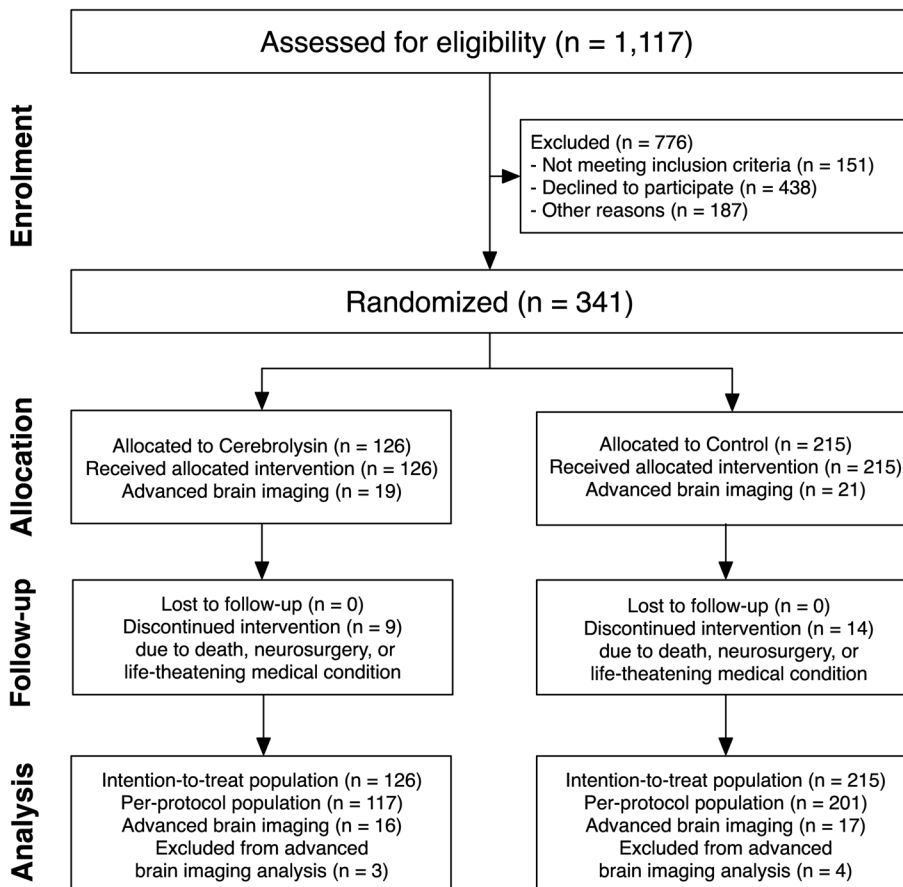 Assessed for eligibility (n = 1,117)
Enrolment
Excluded (n = 776)
- Not meeting inclusion criteria (n = 151)
- Declined to participate (n = 438)
- Other reasons (n = 187)
Randomized (n = 341)
Allocation
Allocated to Cerebrolysin (n = 126)
Received allocated intervention (n = 126)
Advanced brain imaging (n = 19)
Allocated to Control (n = 215)
Received allocated intervention (n = 215)
Advanced brain imaging (n = 21)
Follow-up
Lost to follow-up (n = 0)
Discontinued intervention (n = 9)
due to death, neurosurgery, or
life-theatening medical condition
Lost to follow-up (n = 0)
Discontinued intervention (n = 14)
due to death, neurosurgery, or
life-theatening medical condition
Analysis
Intention-to-treat population (n = 126)
Per-protocol population (n = 117)
Advanced brain imaging (n = 16)
Excluded from advanced
brain imaging analysis (n = 3)
Intention-to-treat population (n = 215)
Per-protocol population (n = 201)
Advanced brain imaging (n = 17)
Excluded from advanced
brain imaging analysis (n = 4)